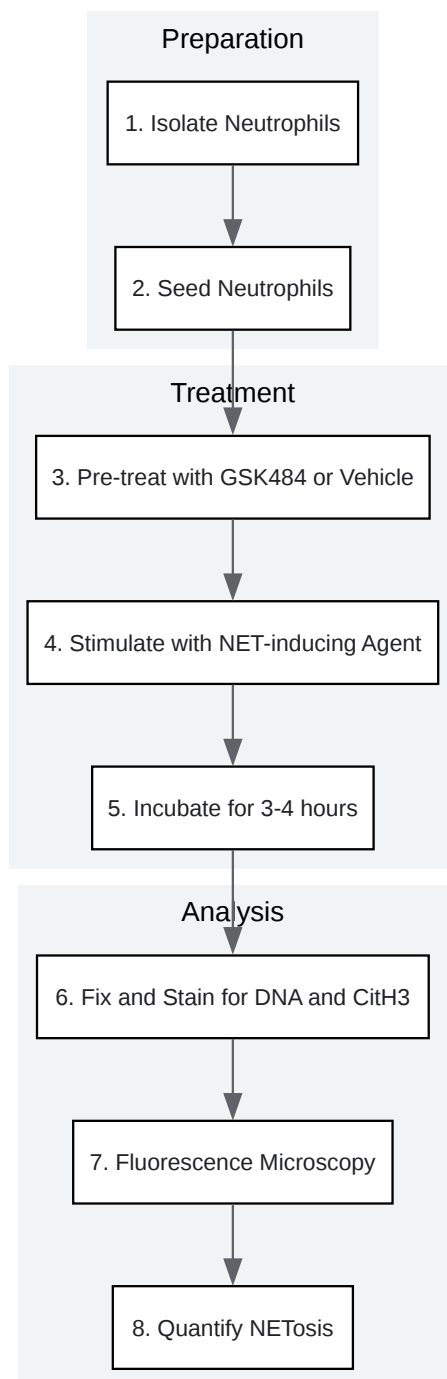 Preparation
1. Isolate Neutrophils
2. Seed Neutrophils
Treatment
3. Pre-treat with GSK484 or Vehicle
4. Stimulate with NET-inducing Agent
5. Incubate for 3-4 hours
Analysis
6. Fix and Stain for DNA and CitH3
7. Fluorescence Microscopy
8. Quantify NETosis